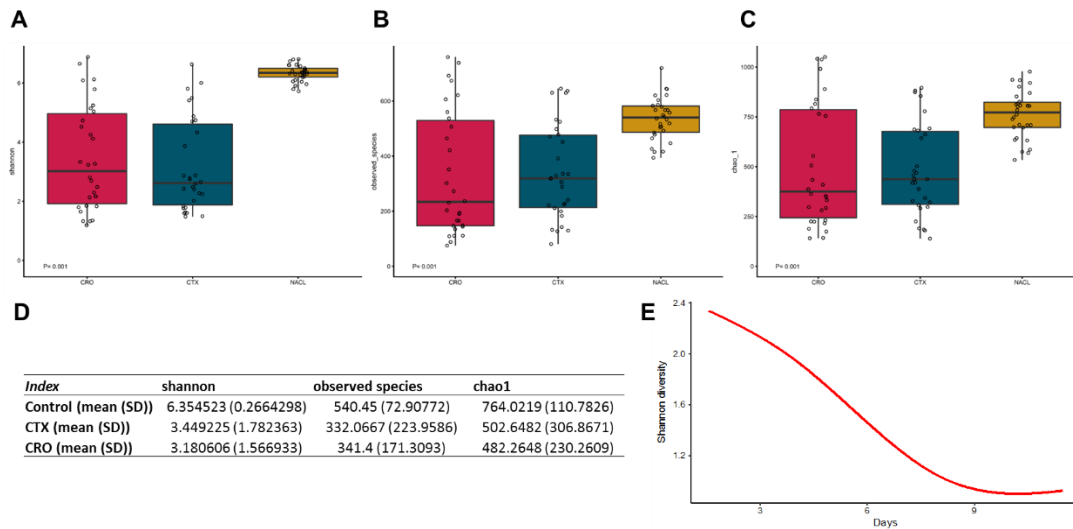 A
shannon
6
4
2
0
P= 0.001
CRO CTX NACL
B
observed_species
600
400
200
0
P= 0.001
CRO CTX NACL
C
chao_1
1000
750
500
250
0
P= 0.001
CRO CTX NACL
D
Index shannon observed species chao1
Control (mean (SD)) 6.354523 (0.2664298) 540.45 (72.90772) 764.0219 (110.7826)
CTX (mean (SD)) 3.449225 (1.782363) 332.0667 (223.9586) 502.6482 (306.8671)
CRO (mean (SD)) 3.180606 (1.566933) 341.4 (171.3093) 482.2648 (230.2609)
E
Shannon diversity
2.4
2.0
1.6
1.2
3 6 9
Days